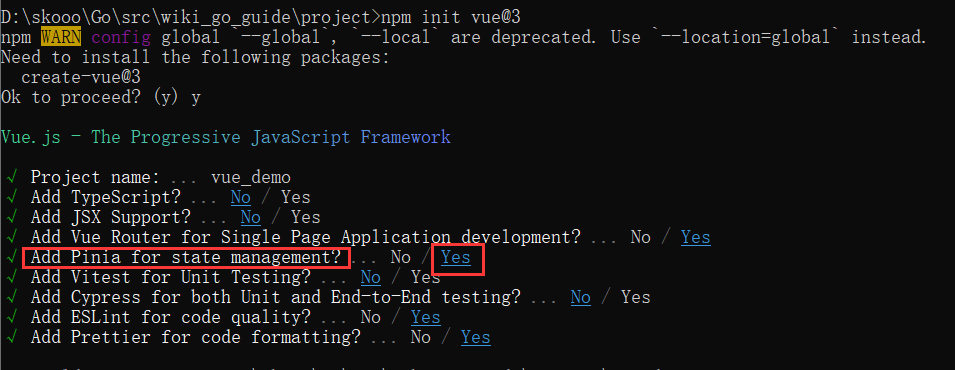 D:\skooo\Go\src\wiki_go_guide\project>npm init vue@3
npm WARN config global `--global`, `--local` are deprecated. Use `--location=global` instead.
Need to install the following packages:
  create-vue@3
Ok to proceed? (y) y
Vue.js - The Progressive JavaScript Framework
√ Project name: ... vue_demo
√ Add TypeScript? ... No / Yes
√ Add JSX Support? ... No / Yes
√ Add Vue Router for Single Page Application development? ... No / Yes
√ Add Pinia for state management? ... No / Yes
√ Add Vitest for Unit Testing? ... No / Yes
√ Add Cypress for both Unit and End-to-End testing? ... No / Yes
√ Add ESLint for code quality? ... No / Yes
√ Add Prettier for code formatting? ... No / Yes